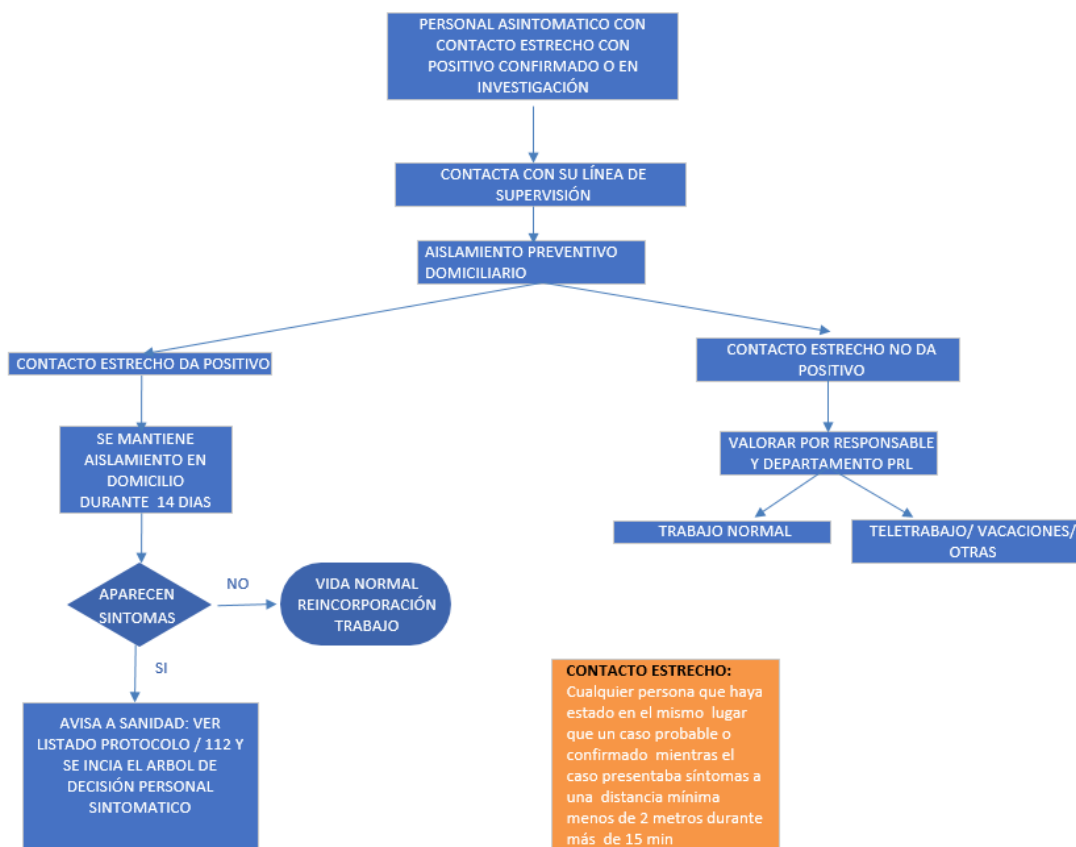 PERSONAL ASINTOMATICO CON
CONTACTO ESTRECHO CON
POSITIVO CONFIRMADO O EN
INVESTIGACIÓN
CONTACTA CON SU LÍNEA DE
SUPERVISIÓN
AISLAMIENTO PREVENTIVO
DOMICILIARIO
CONTACTO ESTRECHO DA POSITIVO
CONTACTO ESTRECHO NO DA
POSITIVO
SE MANTIENE
AISLAMIENTO EN
DOMICILIO
DURANTE 14 DIAS
VALORAR POR RESPONSABLE
Y DEPARTAMENTO PRL
TRABAJO NORMAL
TELETRABAJO/ VACACIONES/
OTRAS
APARECEN
SINTOMAS
NO
VIDA NORMAL
REINCORPORACIÓN
TRABAJO
SI
AVISA A SANIDAD: VER
LISTADO PROTOCOLO / 112 Y
SE INCIA EL ARBOL DE
DECISIÓN PERSONAL
SINTOMATICO
CONTACTO ESTRECHO:
Cualquier persona que haya
estado en el mismo lugar
que un caso probable o
confirmado mientras el
caso presentaba síntomas a
una distancia mínima
menos de 2 metros durante
más de 15 min